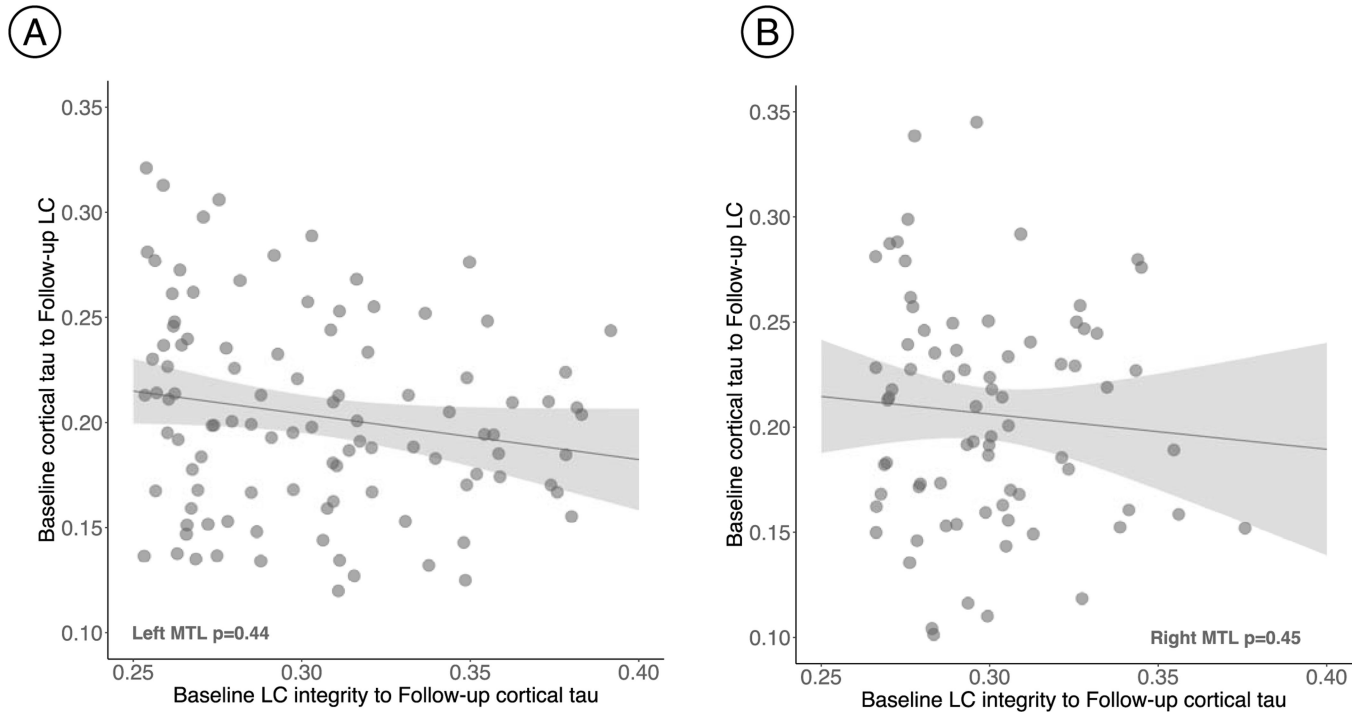 A
B
Baseline cortical tau to Follow-up LC
0.35
0.30
0.25
0.20
0.15
0.10
Left MTL p=0.44
0.25
0.30
0.35
0.40
Baseline LC integrity to Follow-up cortical tau
Baseline cortical tau to Follow-up LC
0.35
0.30
0.25
0.20
0.15
0.10
Right MTL p=0.45
0.25
0.30
0.35
0.40
Baseline LC integrity to Follow-up cortical tau